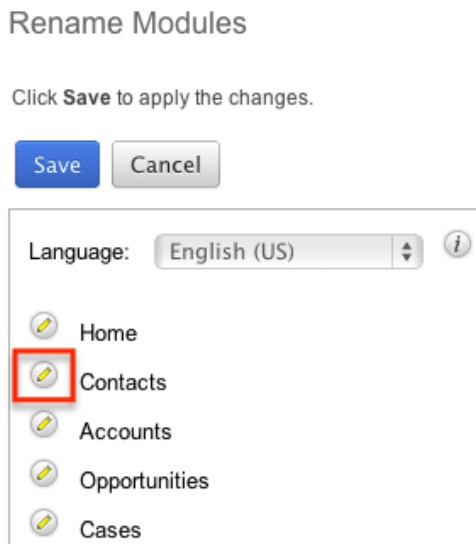 Rename Modules
Click Save to apply the changes.
Save Cancel
Language: English (US) i
Home
Contacts
Accounts
Opportunities
Cases